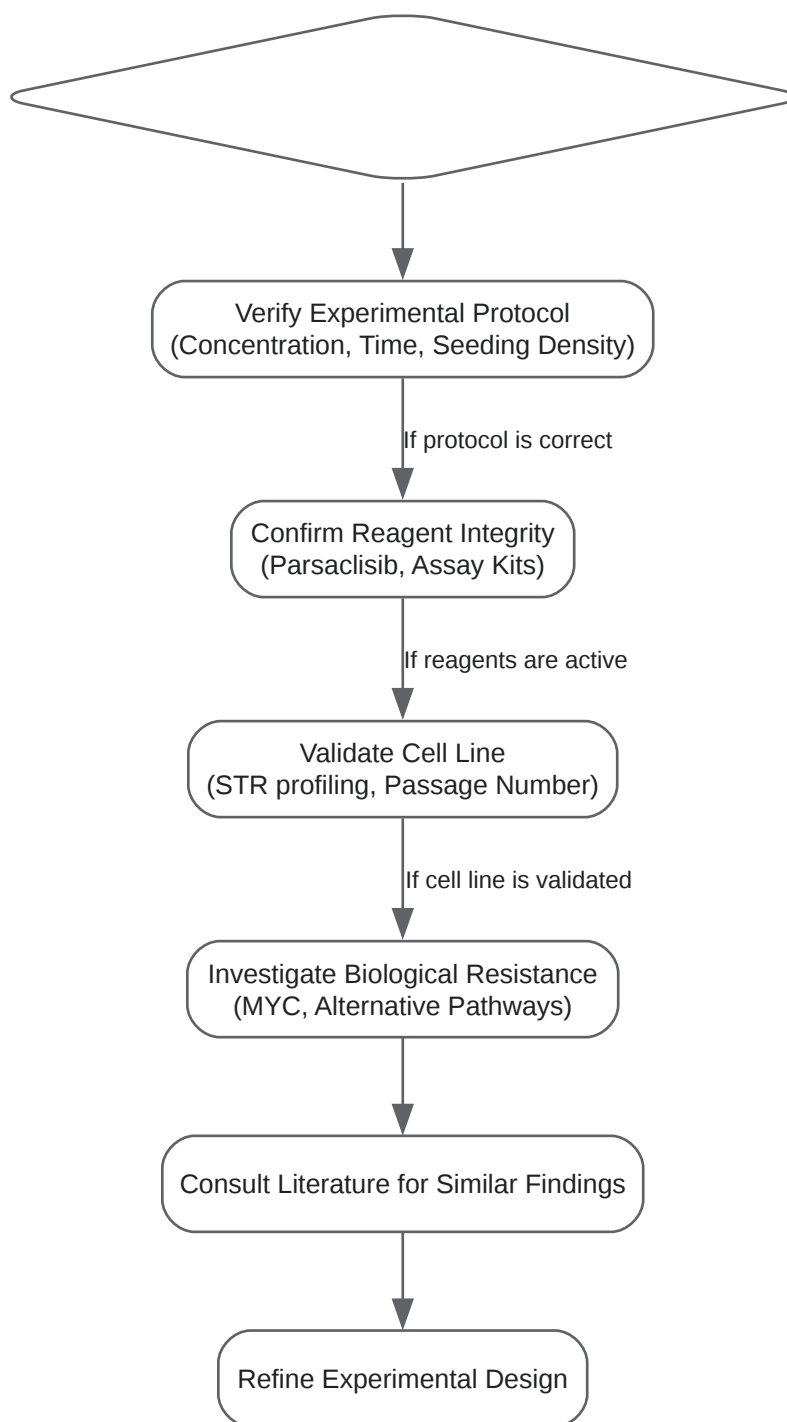 Verify Experimental Protocol
(Concentration, Time, Seeding Density)
If protocol is correct
Confirm Reagent Integrity
(Parsaclisib, Assay Kits)
If reagents are active
Validate Cell Line
(STR profiling, Passage Number)
If cell line is validated
Investigate Biological Resistance
(MYC, Alternative Pathways)
Consult Literature for Similar Findings
Refine Experimental Design